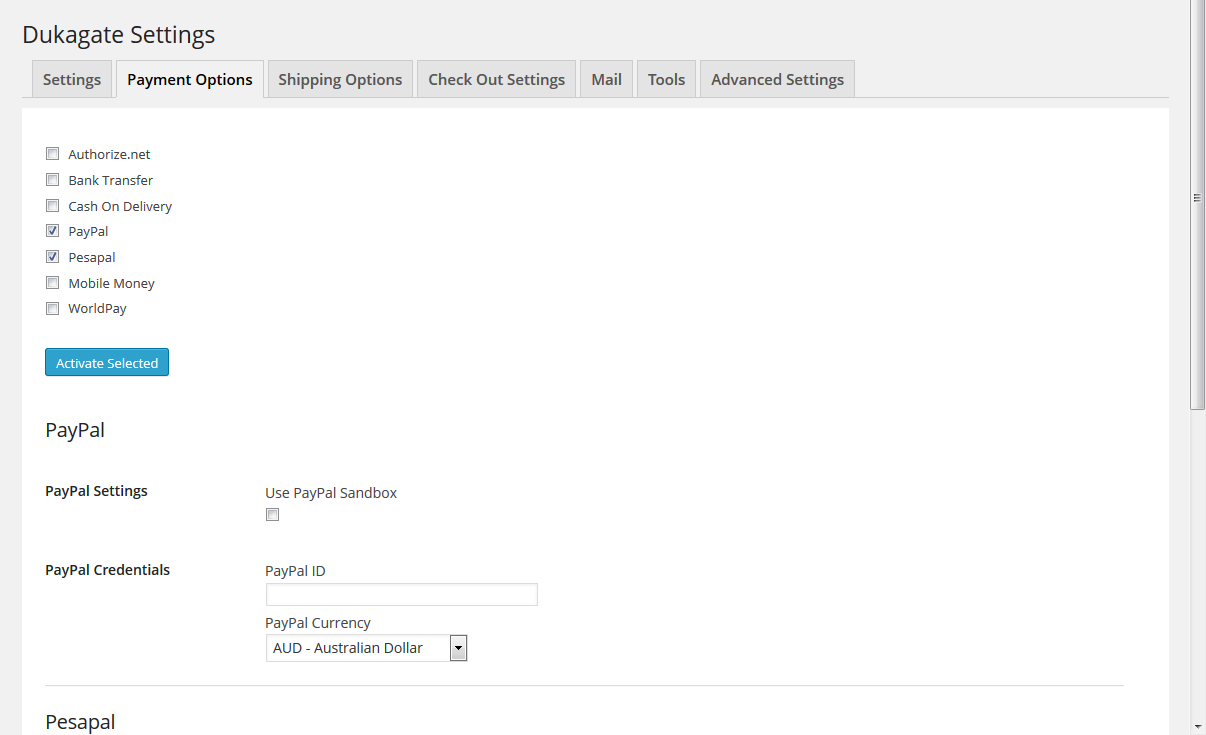 Dukagate Settings
Settings Payment Options Shipping Options Check Out Settings Mail Tools Advanced Settings
Authorize.net
Bank Transfer
Cash On Delivery
PayPal
Pesapal
Mobile Money
WorldPay
Activate Selected
PayPal
PayPal Settings Use PayPal Sandbox
PayPal Credentials PayPal ID
PayPal Currency
AUD - Australian Dollar
Pesapal